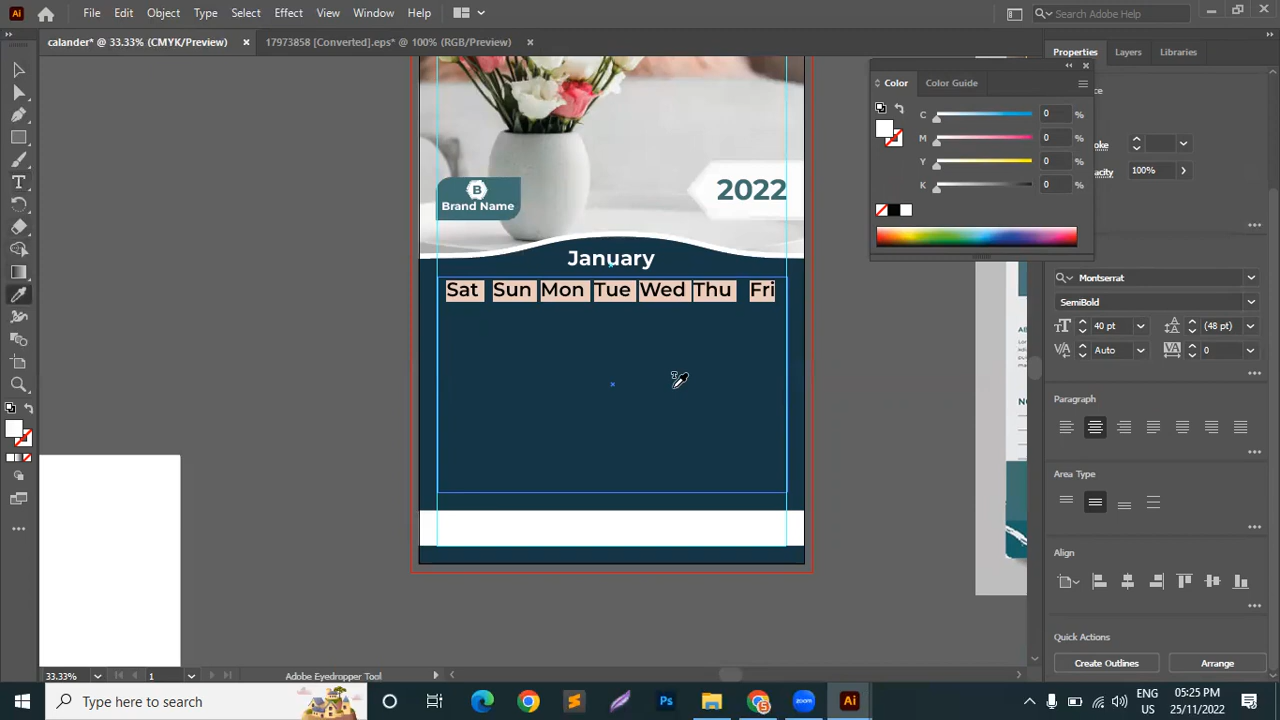 Ai File Edit Object Type Select Effect View Window Help Search Adobe Help
calander* @ 33.33% (CMYK/Preview) × 17973858 [Converted].eps* @ 100% (RGB/Preview) ×
Properties Layers Libraries
Color Color Guide
C 0 %
M 0 %
Y 0 %
K 0 %
100%
B
Brand Name
2022
January
Sat Sun Mon Tue Wed Thu Fri
Montserrat
SemiBold
40 pt (48 pt)
Auto 0
Paragraph
Area Type
Align
Quick Actions
Create Outlines Arrange
33.33% 1 Adobe Eyedropper Tool
Type here to search
Ps
Ai
ENG
US
05:25 PM
25/11/2022